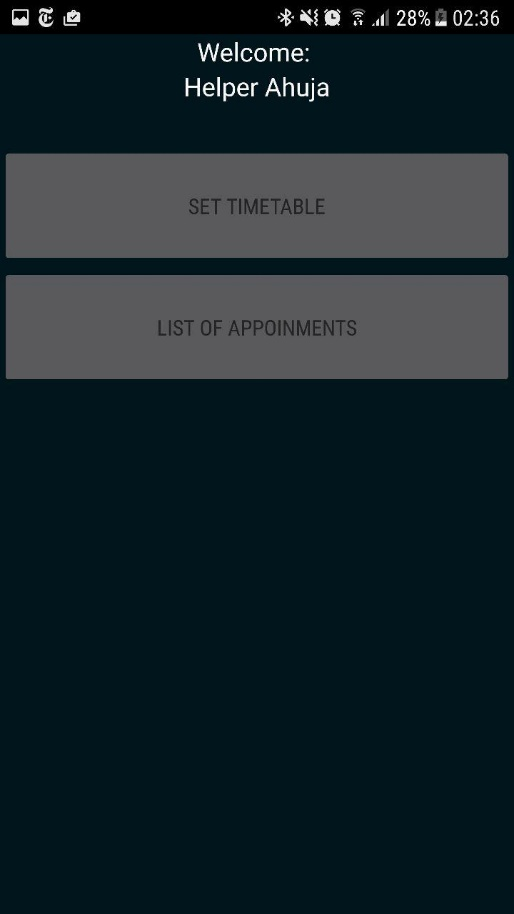 28% 02:36
Welcome:
Helper Ahuja
SET TIMETABLE
LIST OF APPOINMENTS